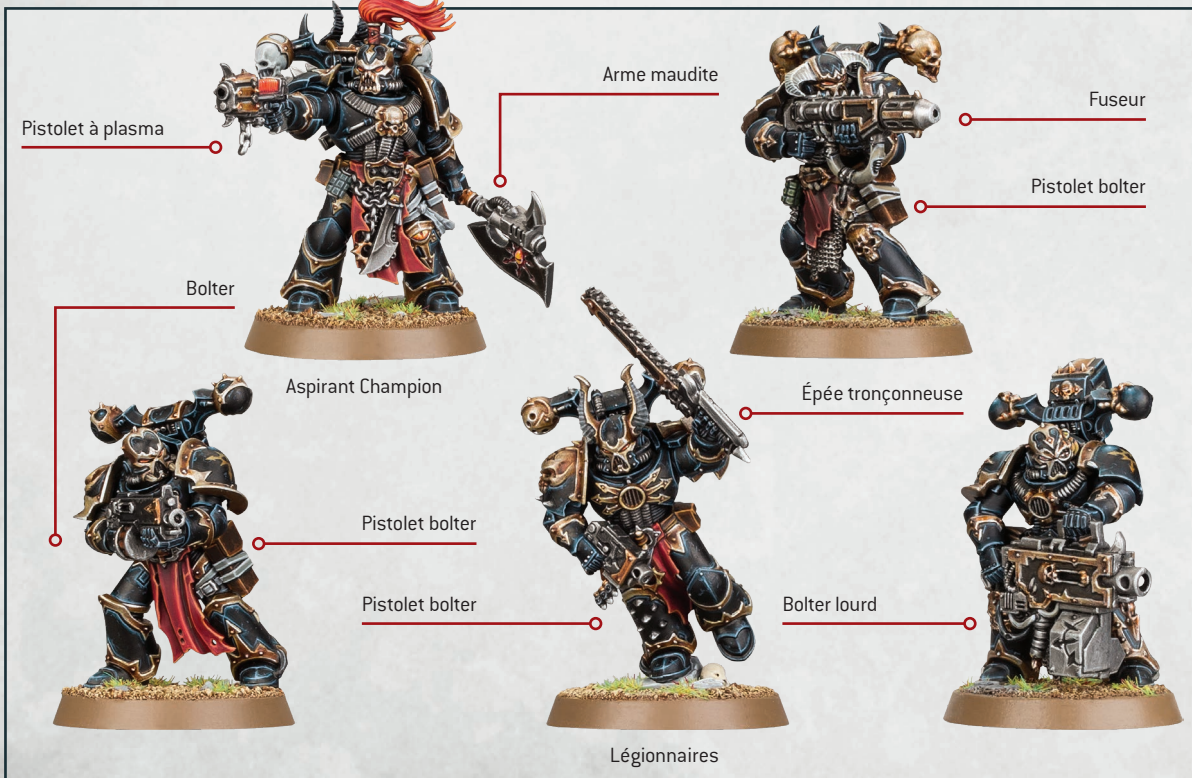 Arme maudite
Fuseur
Pistolet à plasma
Pistolet bolter
Bolter
Aspirant Champion
Épée tronçonneuse
Pistolet bolter
Pistolet bolter
Bolter lourd
Légionnaires